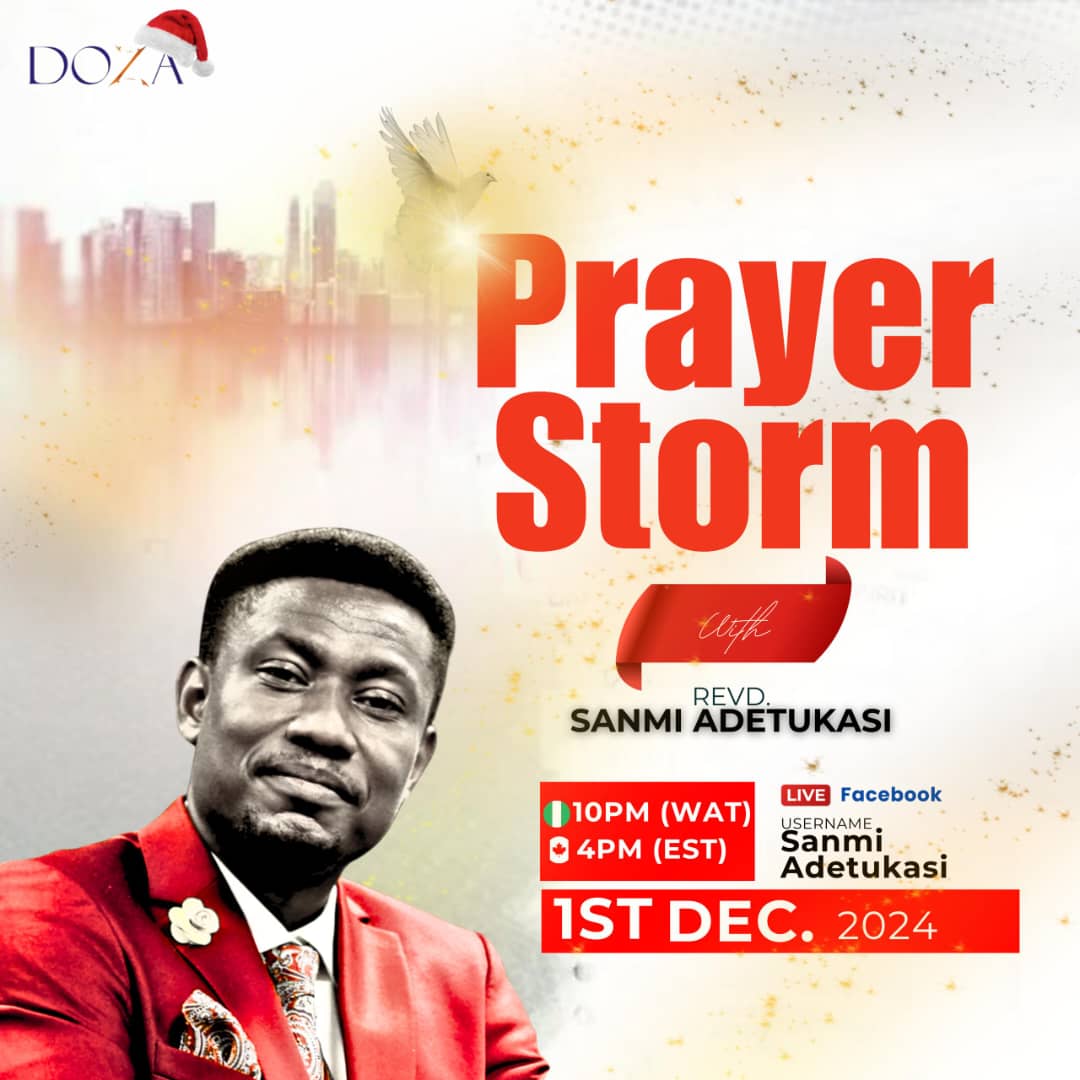 DOZA
Prayer
Storm
with
REVD.
SANMI ADETUKASI
10PM (WAT)
4PM (EST)
LIVE Facebook
USERNAME
Sanmi
Adetukasi
1ST DEC. 2024